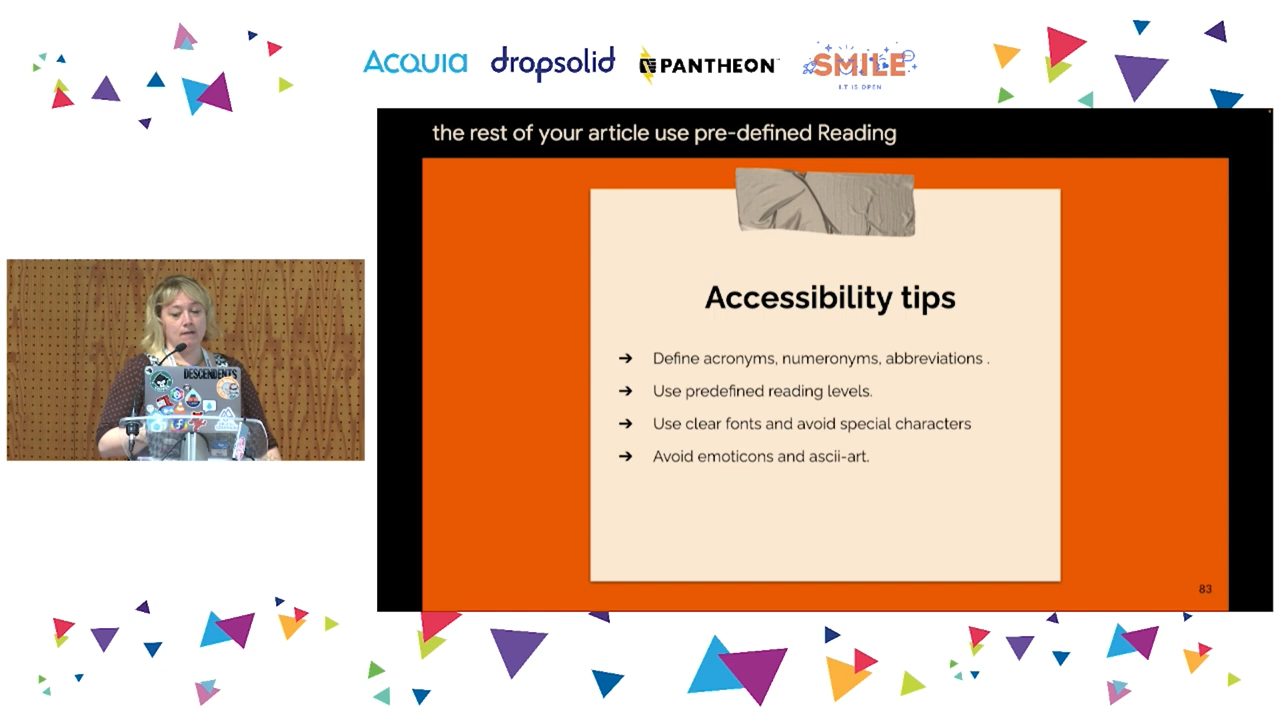 ACQUIA dropsolid PANTHEON SMILE
I.T IS OPEN
the rest of your article use pre-defined Reading
Accessibility tips
➔ Define acronyms, numeronyms, abbreviations .
➔ Use predefined reading levels.
➔ Use clear fonts and avoid special characters
➔ Avoid emoticons and ascii-art.
83
DESCENDENTS